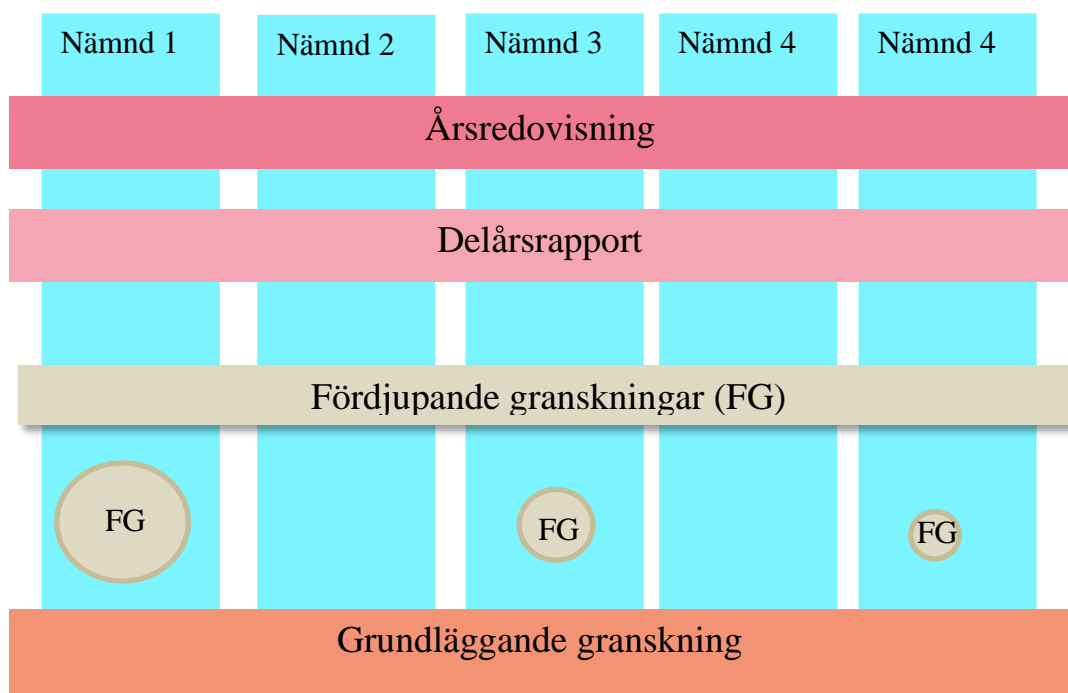 Nämnd 1
Nämnd 2
Nämnd 3
Nämnd 4
Nämnd 4
Årsredovisning
Delårsrapport
Fördjupande granskningar (FG)
FG
FG
FG
Grundläggande granskning